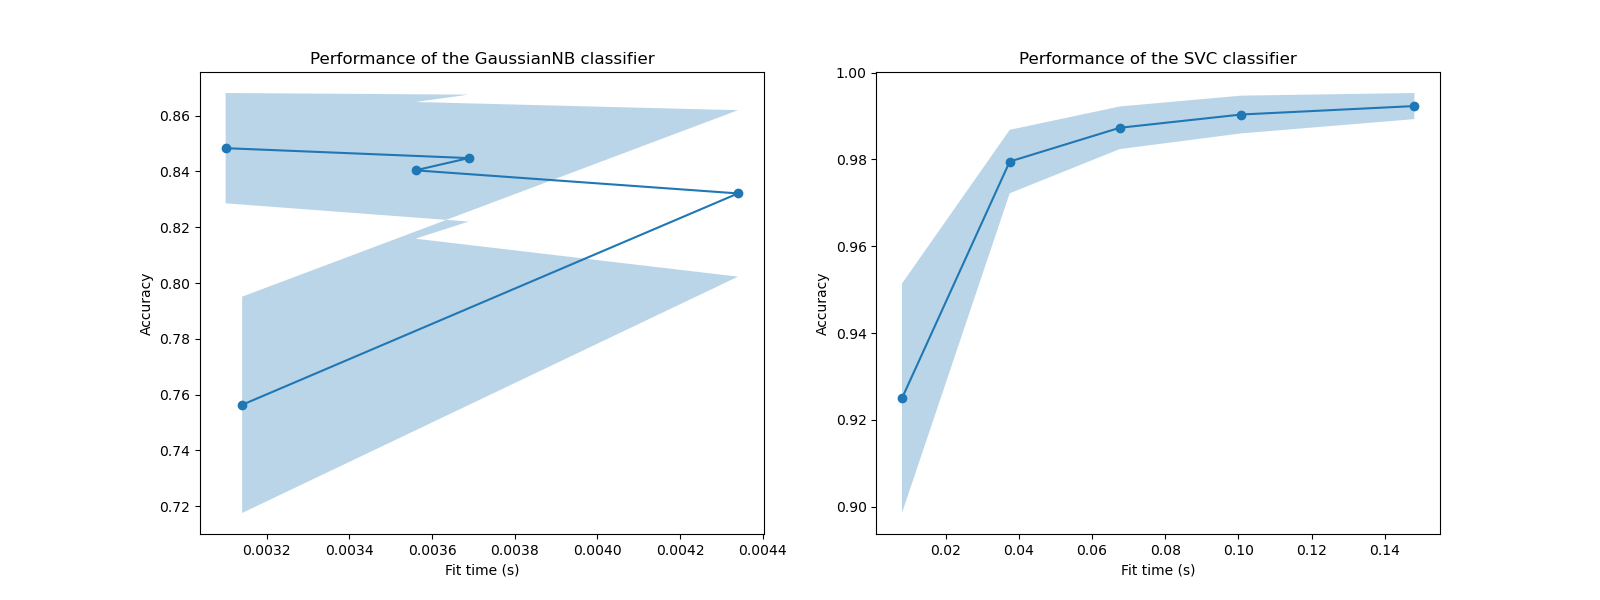 Performance of the GaussianNB classifier
0.86
0.84
0.82
0.80
0.78
0.76
0.74
0.72
Accuracy
0.0032 0.0034 0.0036 0.0038 0.0040 0.0042 0.0044
Fit time (s)
Performance of the SVC classifier
1.00
0.98
0.96
0.94
0.92
0.90
Accuracy
0.02 0.04 0.06 0.08 0.10 0.12 0.14
Fit time (s)